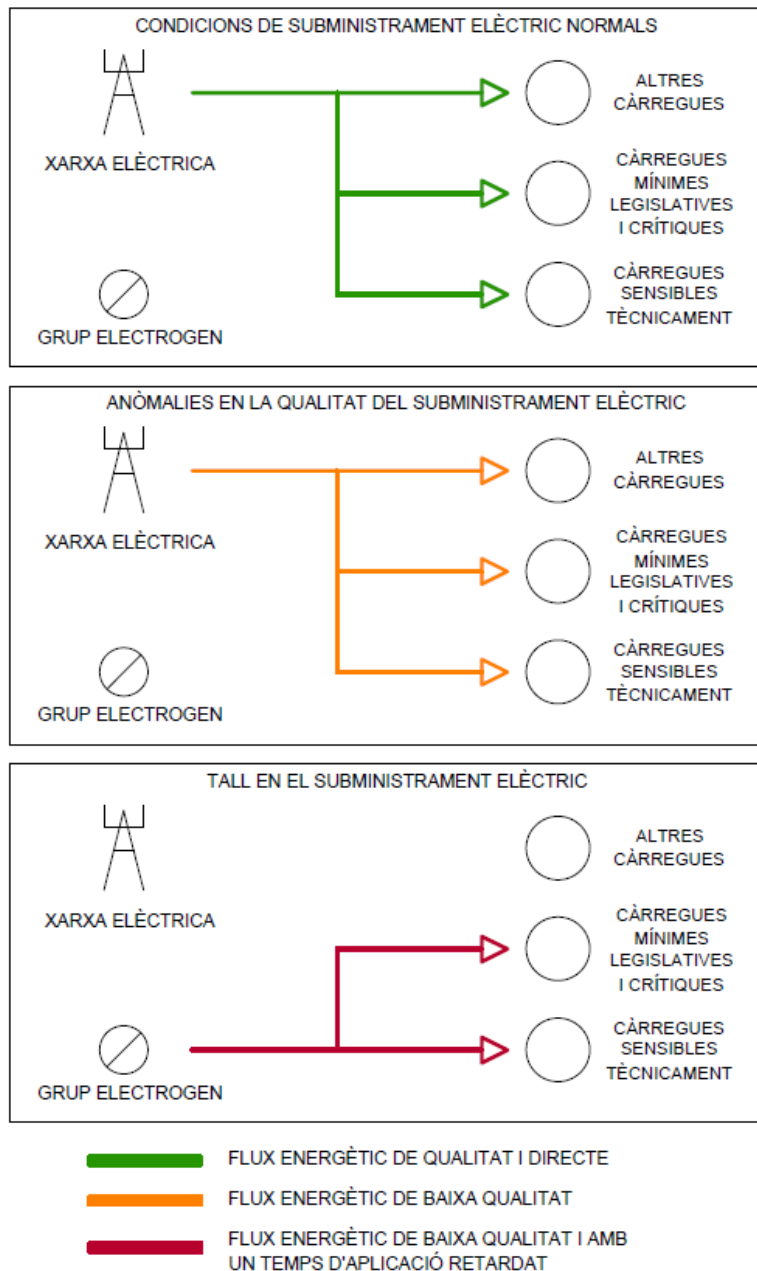 CONDICIONS DE SUBMINISTRAMENT ELÈCTRIC NORMALS
XARXA ELÈCTRICA
GRUP ELECTROGEN
ALTRES
CÀRREGUES
CÀRREGUES
MÍNIMES
LEGISLATIVES
I CRÍTIQUES
CÀRREGUES
SENSIBLES
TÈCNICAMENT
ANÒMALIES EN LA QUALITAT DEL SUBMINISTRAMENT ELÈCTRIC
XARXA ELÈCTRICA
GRUP ELECTROGEN
ALTRES
CÀRREGUES
CÀRREGUES
MÍNIMES
LEGISLATIVES
I CRÍTIQUES
CÀRREGUES
SENSIBLES
TÈCNICAMENT
TALL EN EL SUBMINISTRAMENT ELÈCTRIC
XARXA ELÈCTRICA
GRUP ELECTROGEN
ALTRES
CÀRREGUES
CÀRREGUES
MÍNIMES
LEGISLATIVES
I CRÍTIQUES
CÀRREGUES
SENSIBLES
TÈCNICAMENT
FLUX ENERGÈTIC DE QUALITAT I DIRECTE
FLUX ENERGÈTIC DE BAIXA QUALITAT
FLUX ENERGÈTIC DE BAIXA QUALITAT I AMB
UN TEMPS D'APLICACIÓ RETARDAT